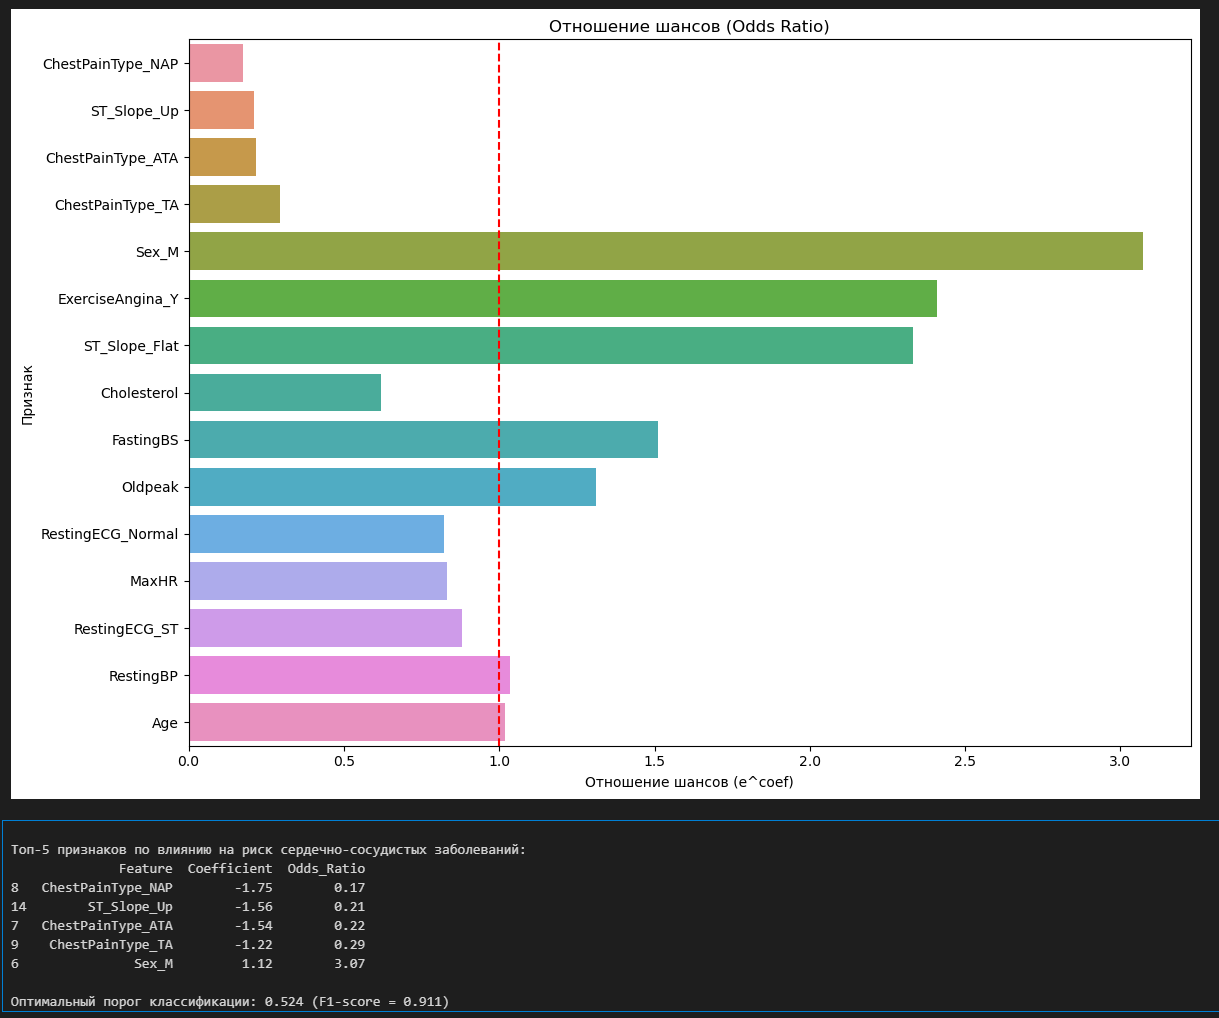 Отношение шансов (Odds Ratio)
ChestPainType_NAP
ST_Slope_Up
ChestPainType_ATA
ChestPainType_TA
Sex_M
ExerciseAngina_Y
ST_Slope_Flat
Cholesterol
FastingBS
Oldpeak
RestingECG_Normal
MaxHR
RestingECG_ST
RestingBP
Age
Признак
0.0 0.5 1.0 1.5 2.0 2.5 3.0
Отношение шансов (e^coef)
Топ-5 признаков по влиянию на риск сердечно-сосудистых заболеваний:
Feature Coefficient Odds_Ratio
8 ChestPainType_NAP -1.75 0.17
14 ST_Slope_Up -1.56 0.21
7 ChestPainType_ATA -1.54 0.22
9 ChestPainType_TA -1.22 0.29
6 Sex_M 1.12 3.07
Оптимальный порог классификации: 0.524 (F1-score = 0.911)